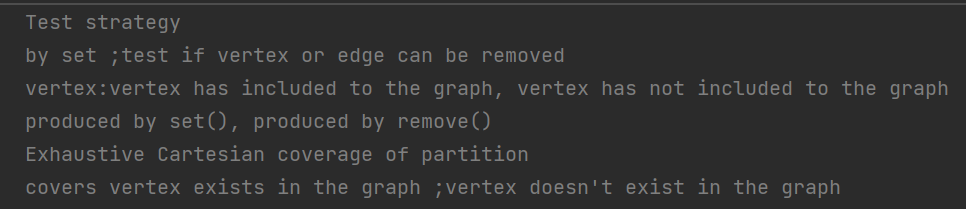 Test strategy
by set ;test if vertex or edge can be removed
vertex:vertex has included to the graph, vertex has not included to the graph
produced by set(), produced by remove()
Exhaustive Cartesian coverage of partition
covers vertex exists in the graph ;vertex doesn't exist in the graph